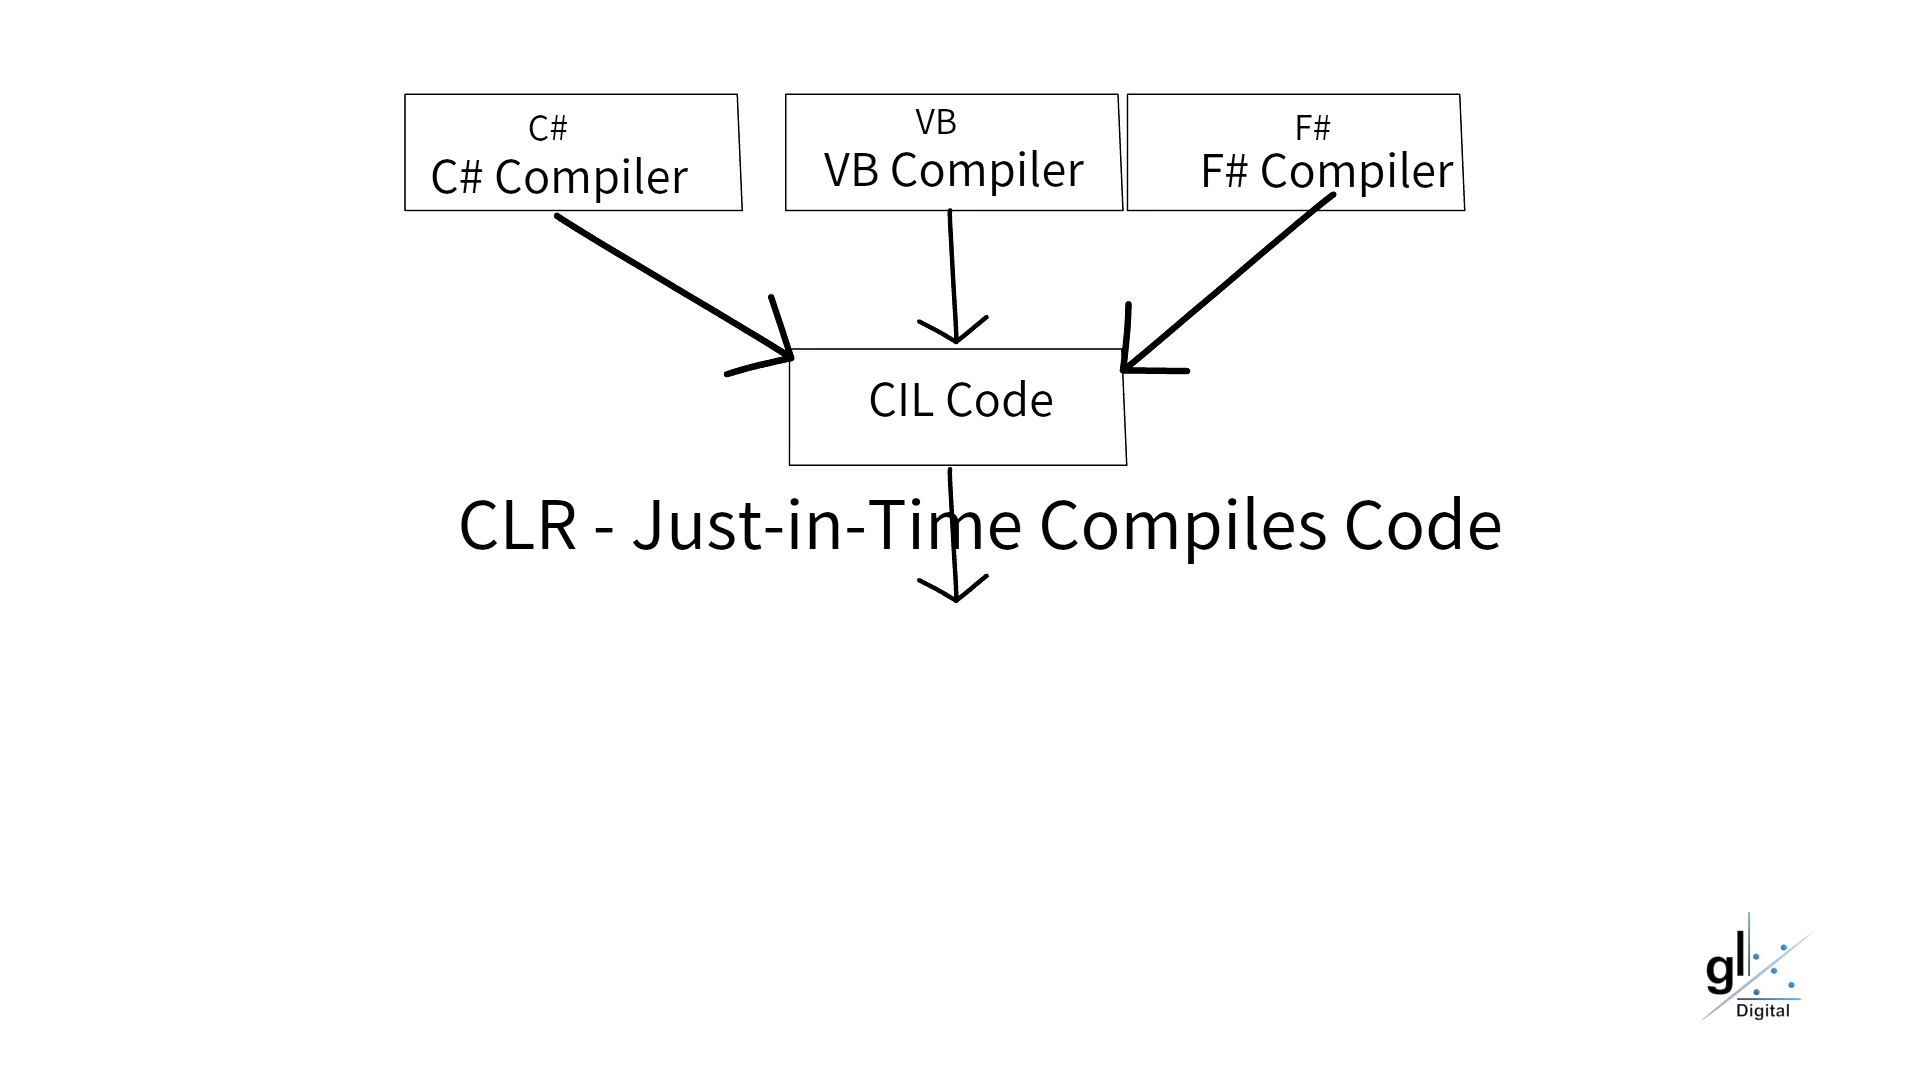 C#
C# Compiler
VB
VB Compiler
F#
F# Compiler
CIL Code
CLR - Just-in-Time Compiles Code
gl
Digital